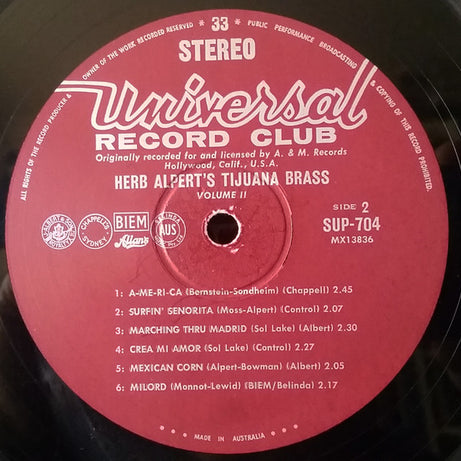 ALL RIGHTS OF THE RECORD PRODUCER & OWNER OF THE WORK RECORDED RESERVED * 33 * PUBLIC PERFORMANCE, BROADCASTING & COPYING OF THIS RECORD PROHIBITED
STEREO
Universal
RECORD CLUB
Originally recorded for and licensed by A. & M. Records
Hollywood, Calif., U.S.A.
HERB ALPERT'S TIJUANA BRASS
VOLUME II
SIDE 2
SUP-704
MX13836
CHAPPELL'S
SYDNEY
BIEM
Allan's
BELINDA
AUS
1: A-ME-RI-CA (Bernstein-Sondheim) (Chappell) 2.45
2: SURFIN' SENORITA (Moss-Alpert) (Control) 2.07
3: MARCHING THRU MADRID (Sol Lake) (Albert) 2.30
4: CREA MI AMOR (Sol Lake) (Control) 2.27
5: MEXICAN CORN (Alpert-Bowman) (Albert) 2.05
6: MILORD (Monnot-Lewid) (BIEM/Belinda) 2.17
* * * MADE IN AUSTRALIA * * *